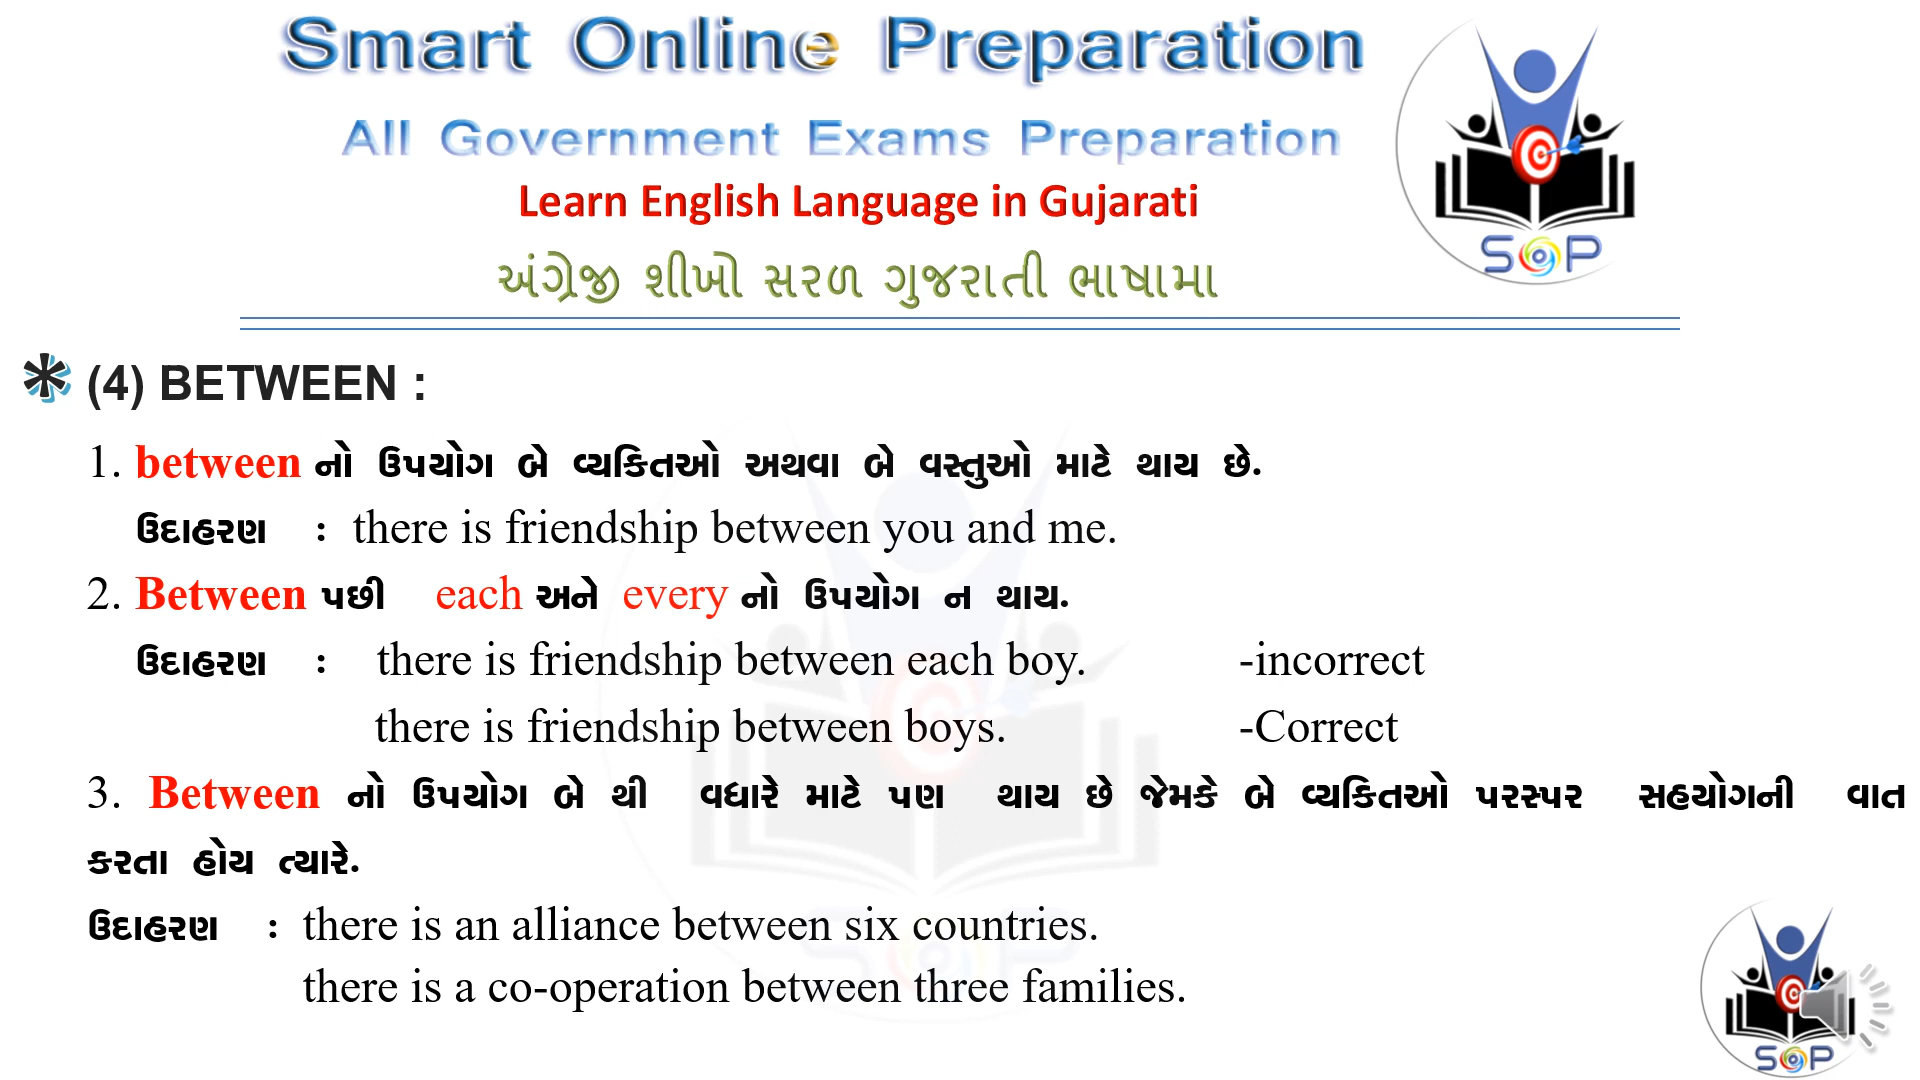 Smart Online Preparation
All Government Exams Preparation
Learn English Language in Gujarati
અંગ્રેજી શીખો સરળ ગુજરાતી ભાષામા
SOP
* (4) BETWEEN :
1. between નો ઉપયોગ બે વ્યકિતઓ અથવા બે વસ્તુઓ માટે થાય છે.
ઉદાહરણ : there is friendship between you and me.
2. Between પછી each અને every નો ઉપયોગ ન થાય.
ઉદાહરણ : there is friendship between each boy. -incorrect
there is friendship between boys. -Correct
3. Between નો ઉપયોગ બે થી વધારે માટે પણ થાય છે જેમકે બે વ્યકિતઓ પરસ્પર સહયોગની વાત
કરતા હોય ત્યારે.
ઉદાહરણ : there is an alliance between six countries.
there is a co-operation between three families.
SOP
SOP